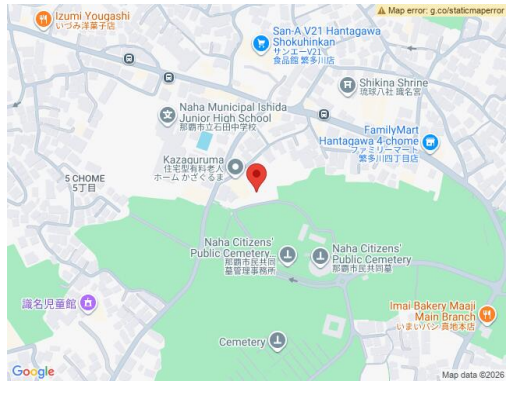 Map error: g.co/staticmaperror
Izumi Yougashi
いづみ洋菓子店
San-A V21 Hantagawa
Shokuhinkan
サンエーV21
食品館 繁多川店
Shikina Shrine
琉球八社 識名宮
Naha Municipal Ishida
Junior High School
那覇市立石田中学校
FamilyMart
Hantagawa 4-chome
ファミリーマート
繁多川四丁目店
Kazaguruma
住宅型有料老人
ホーム かざぐるま
5 CHOME
5丁目
Naha Citizens'
Public Cemetery...
那覇市民共同
墓管理事務所
Naha Citizens'
Public Cemetery
那覇市民共同墓
識名児童館
Imai Bakery Maaji
Main Branch
いまいパン 真地本店
Cemetery
Google
Map data ©2026